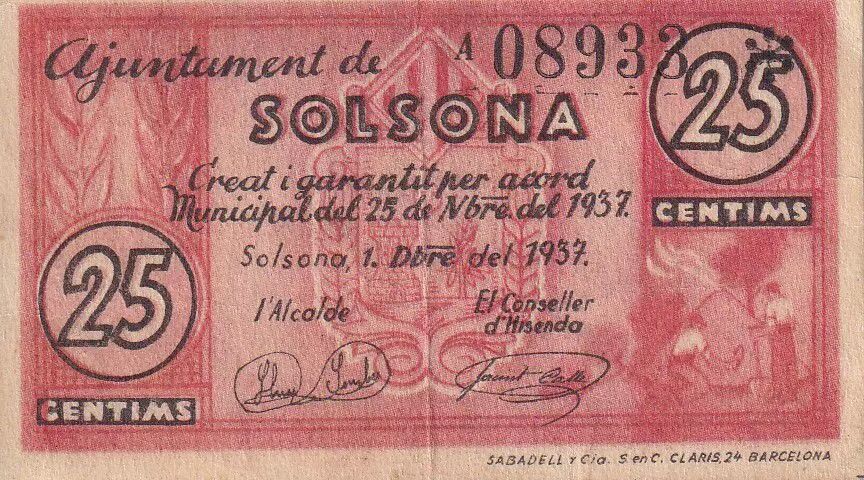 Ajuntament de
A 08933
SOLSONA
25
CENTIMS
Creat i garantit per acord
Municipal del 25 de Nbre. del 1937.
Solsona, 1. Dbre del 1937.
l'Alcalde
El Conseller
d'Hisenda
25
CENTIMS
SABADELL Y Cia. S en C. CLARIS, 24 BARCELONA